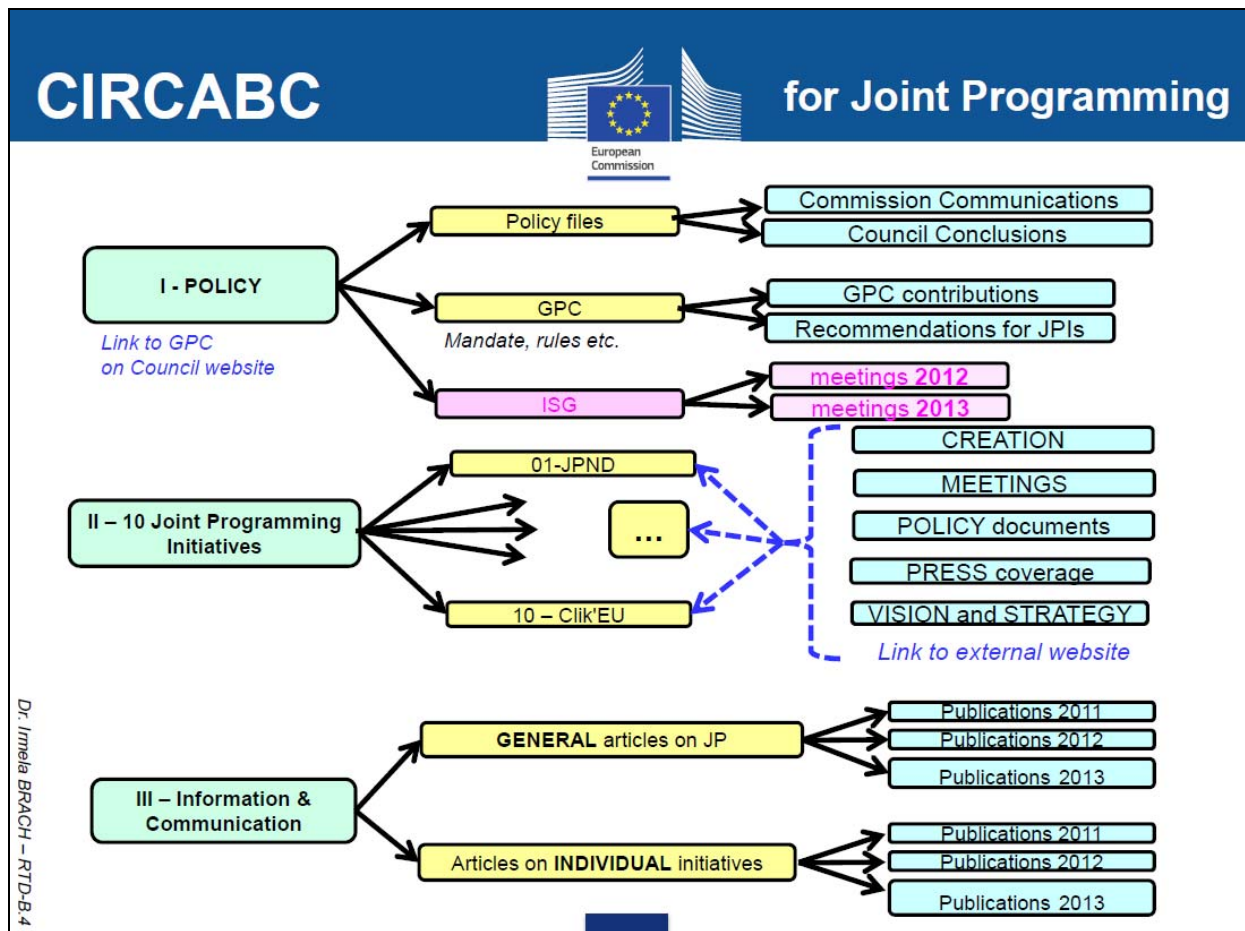 CIRCABC
for Joint Programming
European
Commission
I - POLICY
Link to GPC
on Council website
Policy files
Commission Communications
Council Conclusions
GPC
Mandate, rules etc.
GPC contributions
Recommendations for JPIs
ISG
meetings 2012
meetings 2013
II – 10 Joint Programming
Initiatives
01-JPND
...
10 – Clik'EU
CREATION
MEETINGS
POLICY documents
PRESS coverage
VISION and STRATEGY
Link to external website
III – Information &
Communication
GENERAL articles on JP
Publications 2011
Publications 2012
Publications 2013
Articles on INDIVIDUAL initiatives
Publications 2011
Publications 2012
Publications 2013
Dr. Irmela BRACH – RTD-B.4